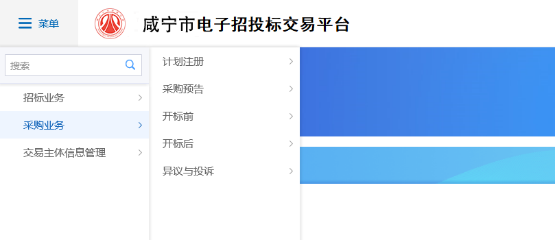 菜单
咸宁市电子招投标交易平台
搜索
招标业务
采购业务
交易主体信息管理
计划注册
采购预告
开标前
开标后
异议与投诉